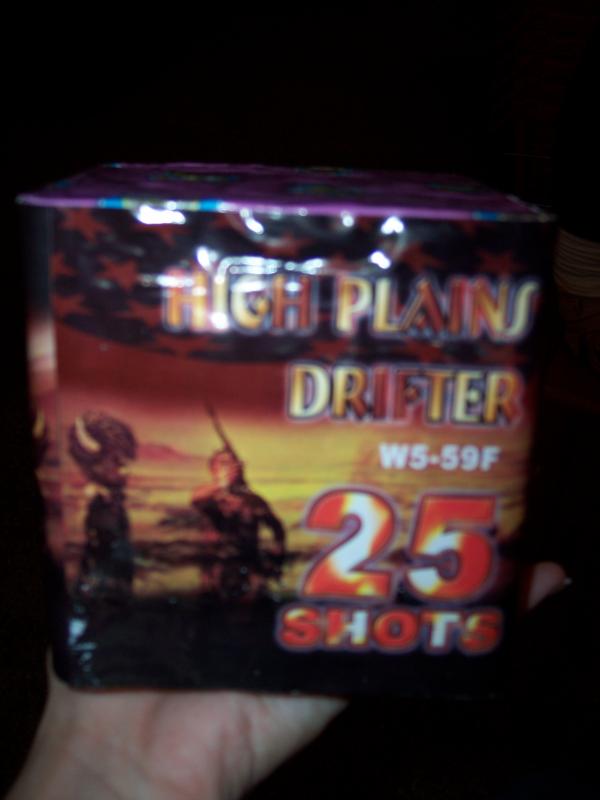 HIGH PLAINS
DRIFTER
W5-59F
25
SHOTS